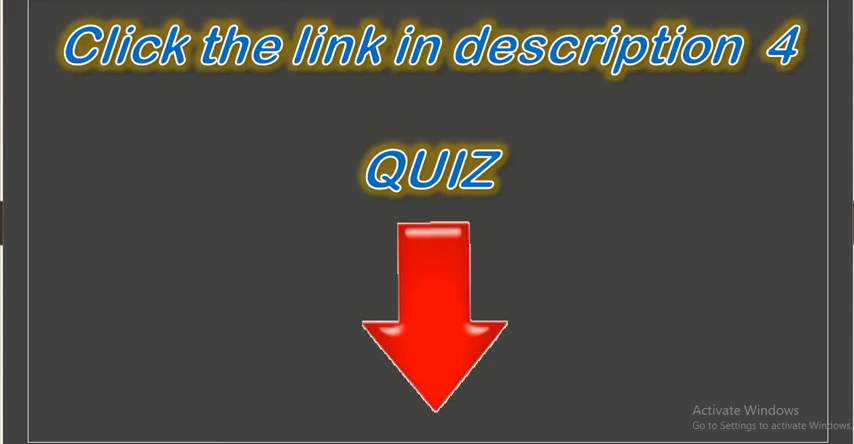 Click the link in description 4
QUIZ
Activate Windows
Go to Settings to activate Windows.